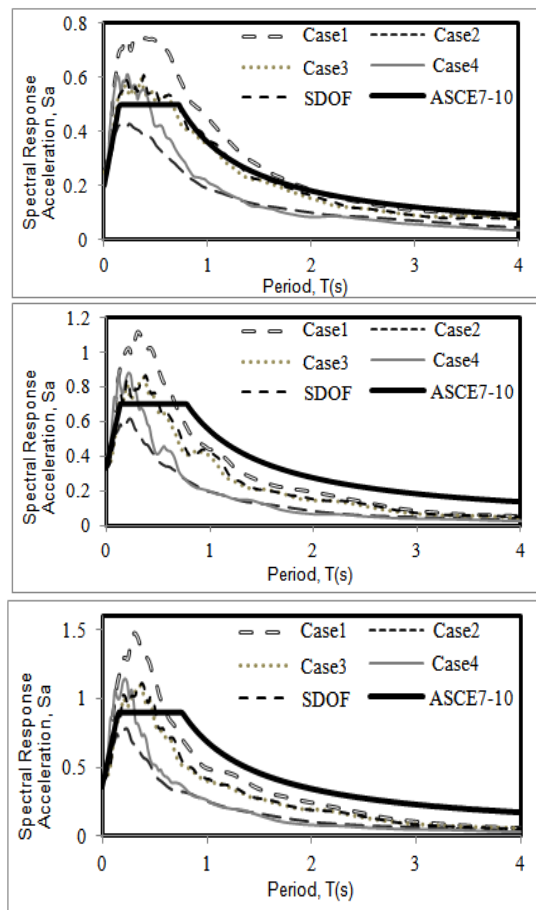 0.8
0.6
0.4
0.2
0
Spectral Response
Acceleration, Sa
Case1
Case2
Case3
Case4
SDOF
ASCE7-10
0
1
2
3
4
Period, T(s)
1.2
1
0.8
0.6
0.4
0.2
0
Spectral Response
Acceleration, Sa
Case1
Case2
Case3
Case4
SDOF
ASCE7-10
0
1
2
3
4
Period, T(s)
1.5
1
0.5
0
Spectral Response
Acceleration, Sa
Case1
Case2
Case3
Case4
SDOF
ASCE7-10
0
1
2
3
4
Period, T(s)